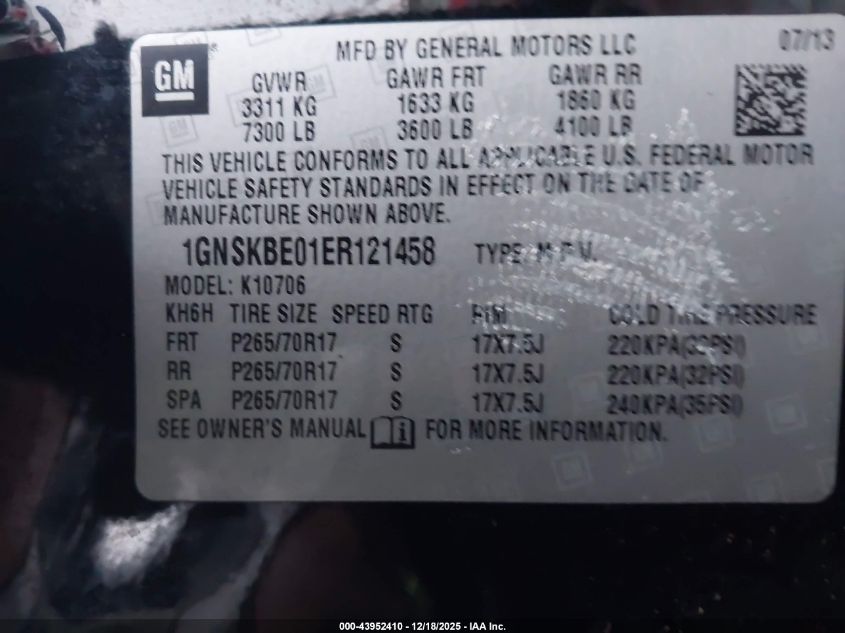 GM
MFD BY GENERAL MOTORS LLC 07/13
GVWR GAWR FRT GAWR RR
3311 KG 1633 KG 1860 KG
7300 LB 3600 LB 4100 LB
THIS VEHICLE CONFORMS TO ALL APPLICABLE U.S. FEDERAL MOTOR
VEHICLE SAFETY STANDARDS IN EFFECT ON THE DATE OF
MANUFACTURE SHOWN ABOVE.
1GNSKBE01ER121458 TYPE: M.P.V.
MODEL: K10706
KH6H TIRE SIZE SPEED RTG RIM COLD TIRE PRESSURE
FRT P265/70R17 S 17X7.5J 220KPA(32PSI)
RR P265/70R17 S 17X7.5J 220KPA(32PSI)
SPA P265/70R17 S 17X7.5J 240KPA(35PSI)
SEE OWNER'S MANUAL i FOR MORE INFORMATION.
000-43952410 - 12/18/2025 - IAA Inc.